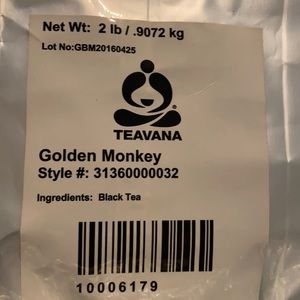 Net Wt: 2 lb / .9072 kg
Lot No:GBM20160425
TEAVANA
Golden Monkey
Style #: 31360000032
Ingredients: Black Tea
10006179